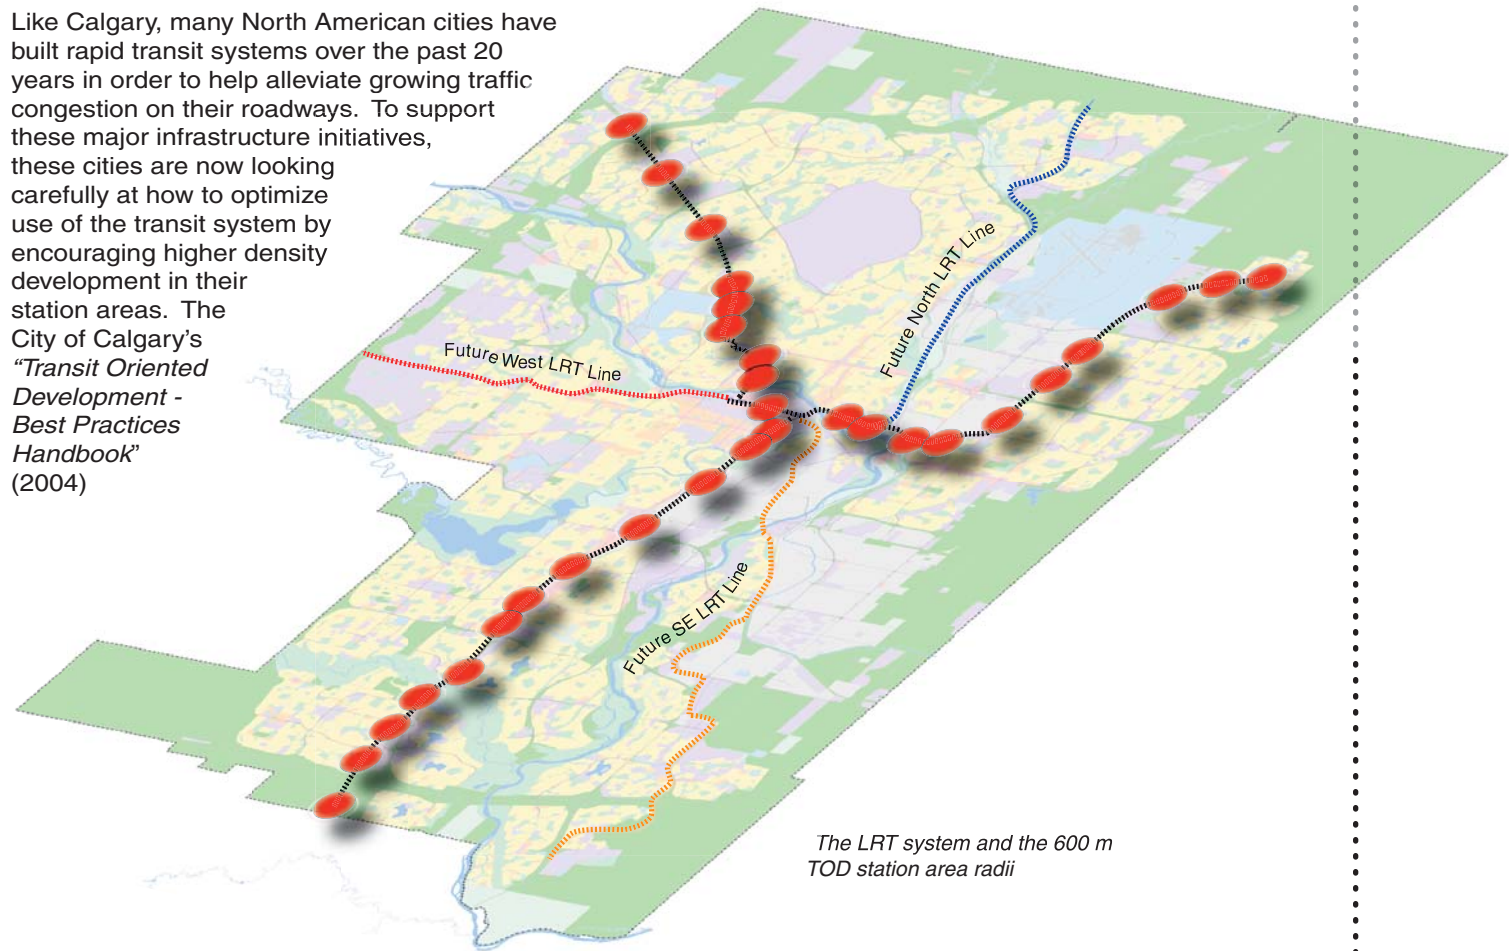 Like Calgary, many North American cities have
built rapid transit systems over the past 20
years in order to help alleviate growing traffic
congestion on their roadways.  To support
these major infrastructure initiatives,
these cities are now looking
carefully at how to optimize
use of the transit system by
encouraging higher density
development in their
station areas.  The
City of Calgary’s
“Transit Oriented
Development -
Best Practices
Handbook”
(2004)
Future North LRT Line
Future West LRT Line
Future SE LRT Line
The LRT system and the 600 m
TOD station area radii